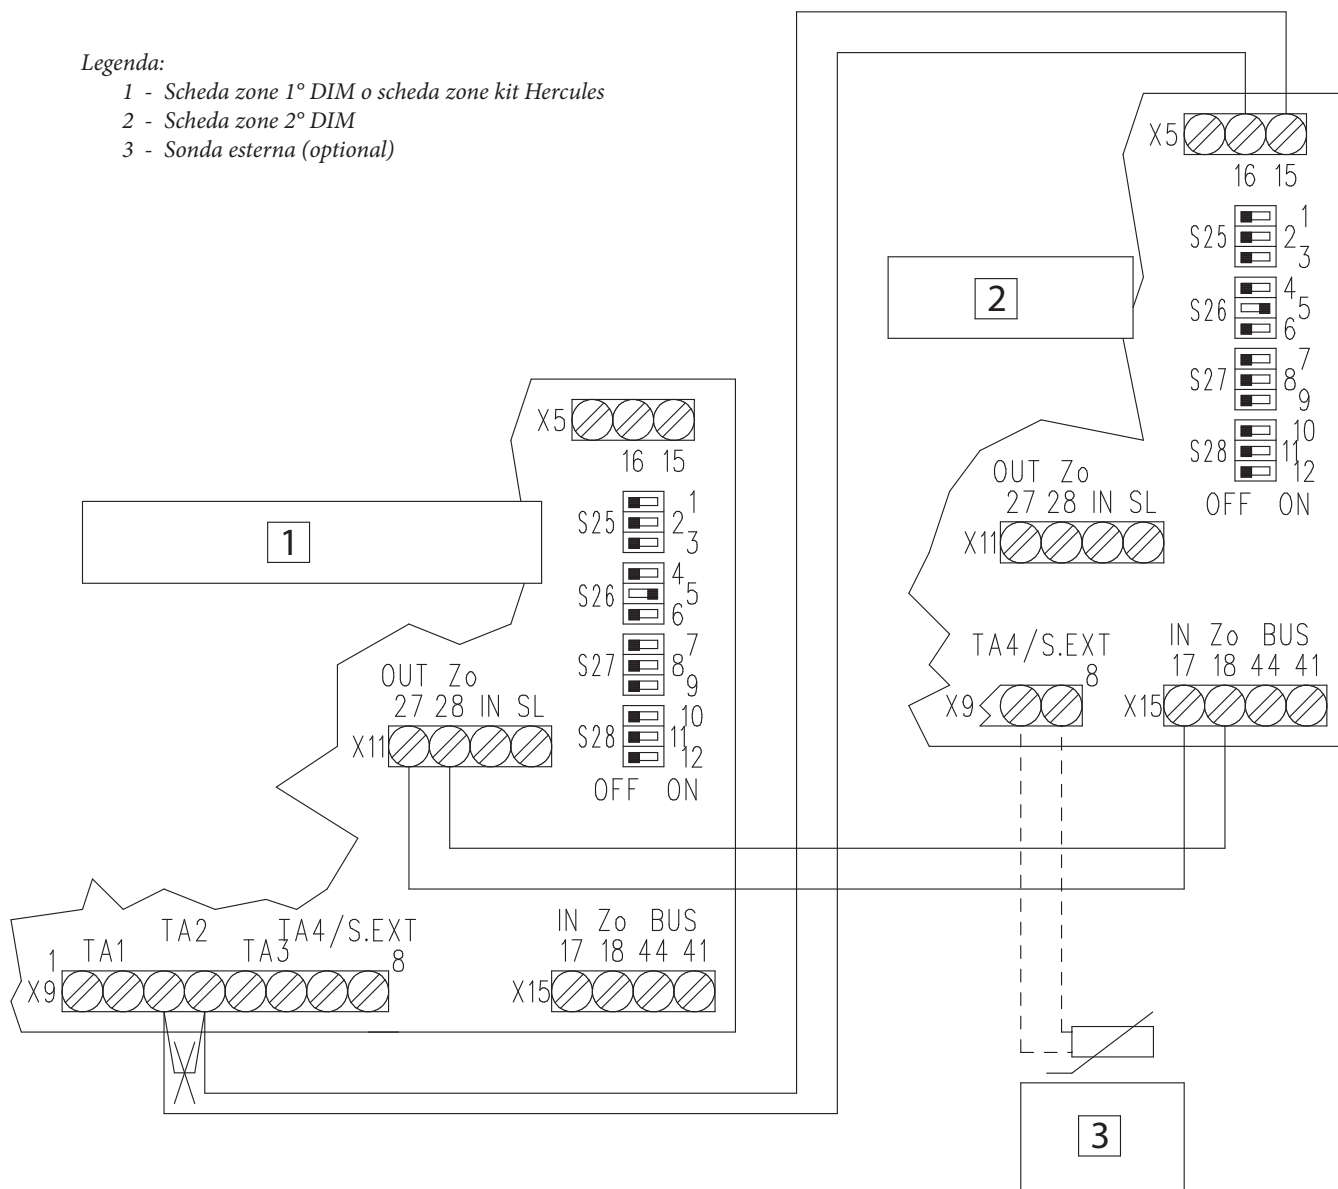 Legenda:
1 - Scheda zone 1° DIM o scheda zone kit Hercules
2 - Scheda zone 2° DIM
3 - Sonda esterna (optional)
X5
16 15
S25
1
2
3
S26
4
5
6
S27
7
8
9
S28
10
11
12
OFF ON
2
OUT Zo
27 28 IN SL
X11
TA4/S.EXT
8
X9
IN Zo BUS
17 18 44 41
X15
X5
16 15
1
S25
1
2
3
S26
4
5
6
S27
7
8
9
S28
10
11
12
OFF ON
OUT Zo
27 28 IN SL
X11
1 TA1 TA2 TA3 TA4/S.EXT 8
X9
IN Zo BUS
17 18 44 41
X15
3